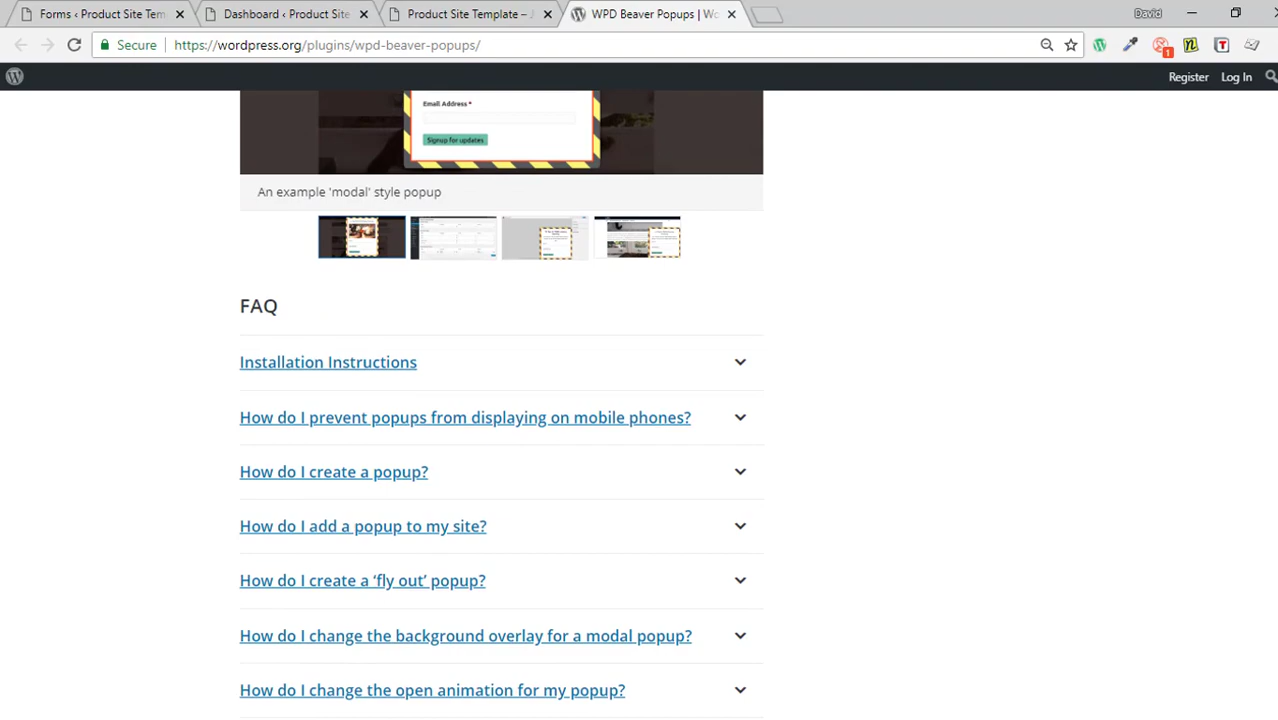 Forms ‹ Product Site Tem
Dashboard ‹ Product Site
Product Site Template –
WPD Beaver Popups | Wo
David
Secure
https://wordpress.org/plugins/wpd-beaver-popups/
1
Register
Log In
Email Address *
Signup for updates
An example 'modal' style popup
FAQ
Installation Instructions
How do I prevent popups from displaying on mobile phones?
How do I create a popup?
How do I add a popup to my site?
How do I create a ‘fly out’ popup?
How do I change the background overlay for a modal popup?
How do I change the open animation for my popup?